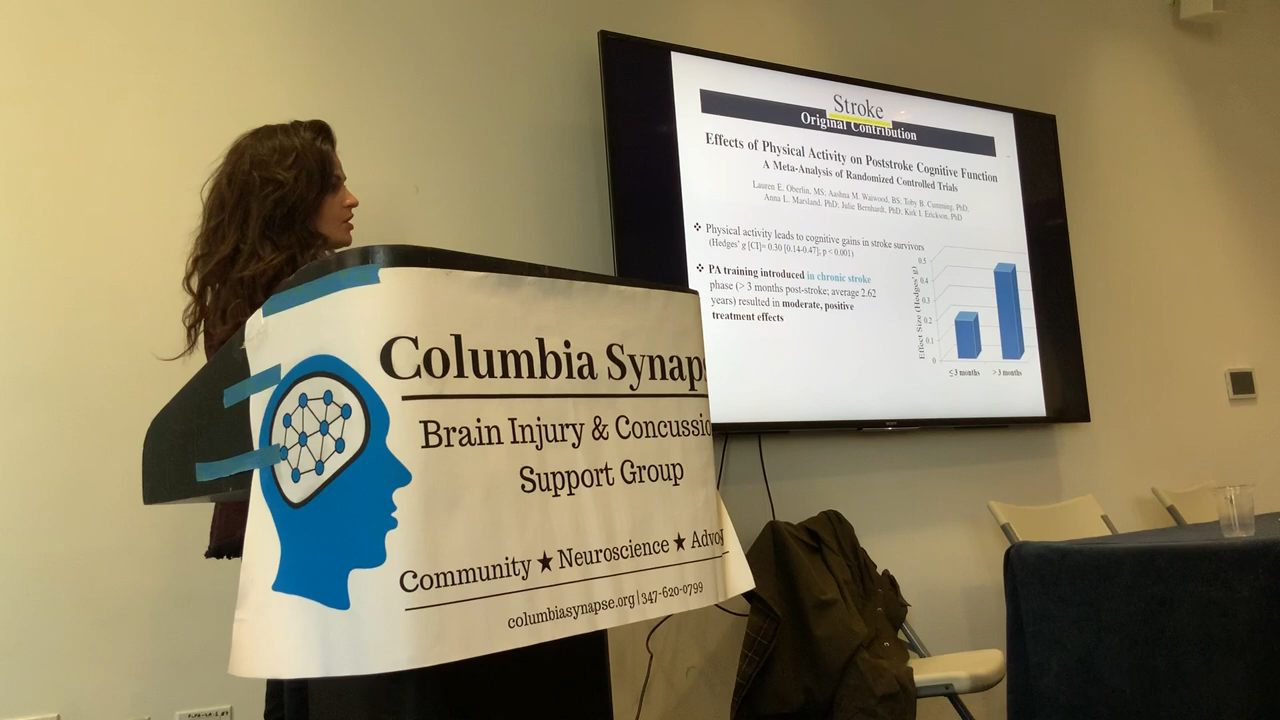 Columbia Synaps
Brain Injury & Concussio
Support Group
Community ★ Neuroscience ★ Advo
columbiasynapse.org | 347-620-0799
Stroke
Original Contribution
Effects of Physical Activity on Poststroke Cognitive Function
A Meta-Analysis of Randomized Controlled Trials
Lauren E. Oberlin, MS; Aashna M. Waiwood, BS; Toby B. Cumming, PhD;
Anna L. Marsland, PhD; Julie Bernhardt, PhD; Kirk I. Erickson, PhD
❖ Physical activity leads to cognitive gains in stroke survivors
(Hedges' g [CI]= 0.30 [0.14-0.47]; p < 0.001)
❖ PA training introduced in chronic stroke
phase (> 3 months post-stroke; average 2.62
years) resulted in moderate, positive
treatment effects
Effect Size (Hedges' g)
0.5
0.4
0.3
0.2
0.1
0
≤ 3 months
> 3 months
SONY